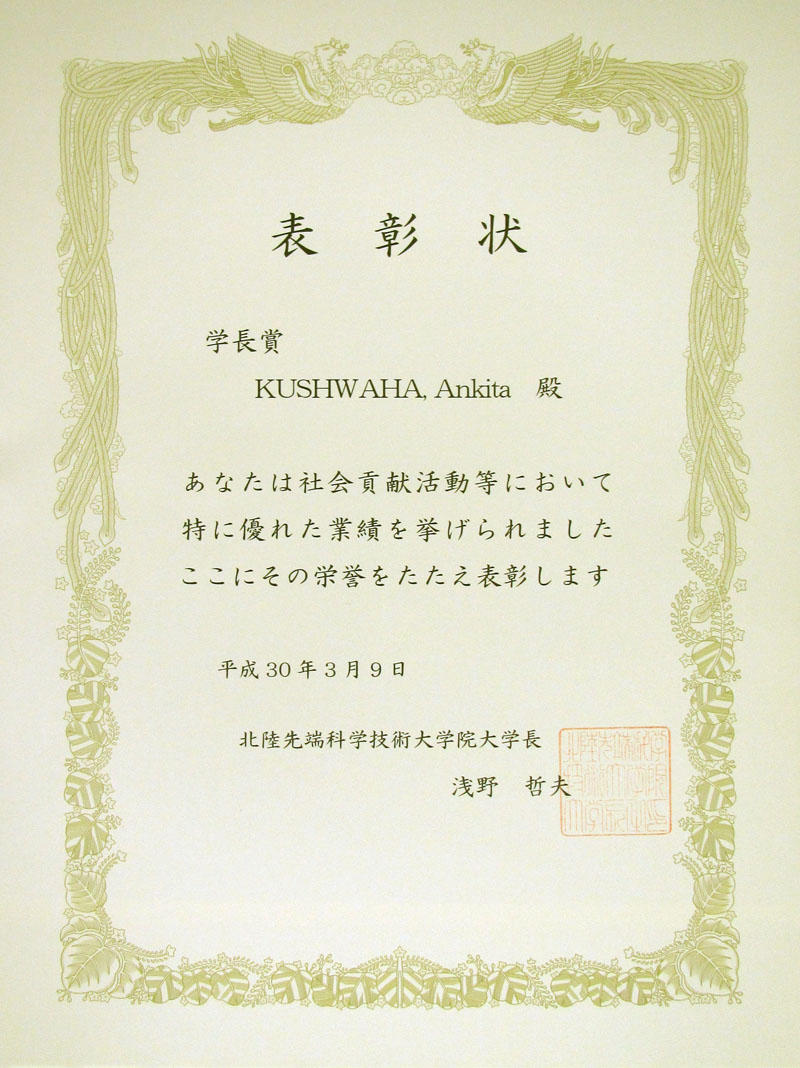 表彰状
学長賞
KUSHWAHA, Ankita 殿
あなたは社会貢献活動等において
特に優れた業績を挙げられました
ここにその栄誉をたたえ表彰します
平成30年3月9日
北陸先端科学技術大学院大学長
浅野 哲夫